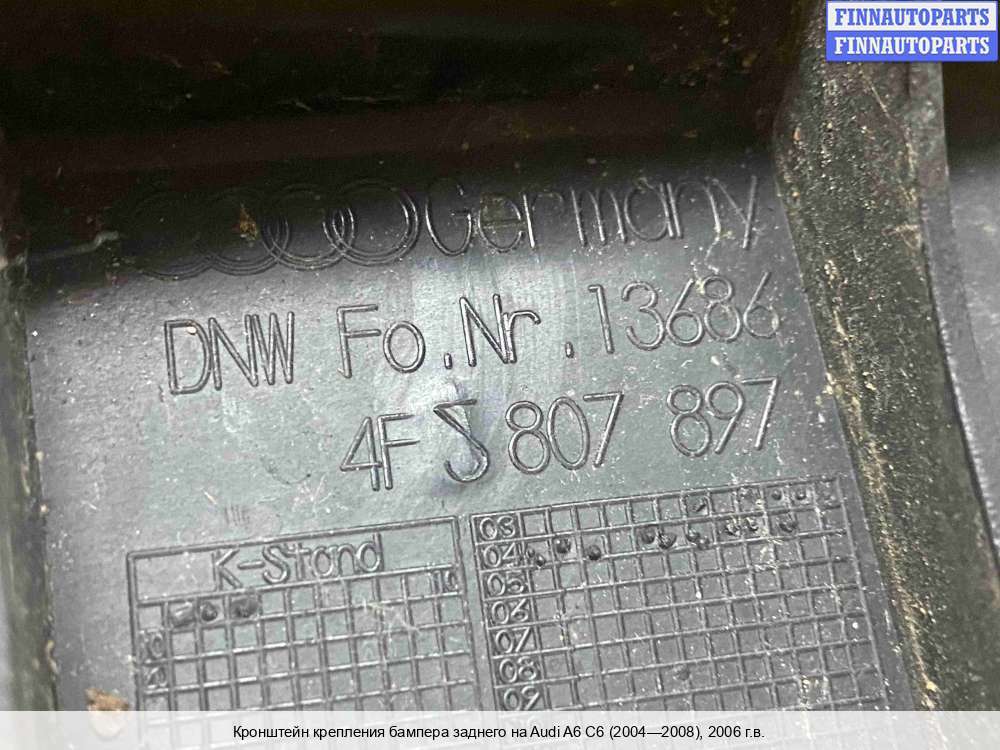 FINNAUTOPARTS
FINNAUTOPARTS
Germany
DNW Fo.Nr.13686
4F5 807 897
K-Stand
10
03
04
05
06
07
08
09
Кронштейн крепления бампера заднего на Audi A6 C6 (2004—2008), 2006 г.в.